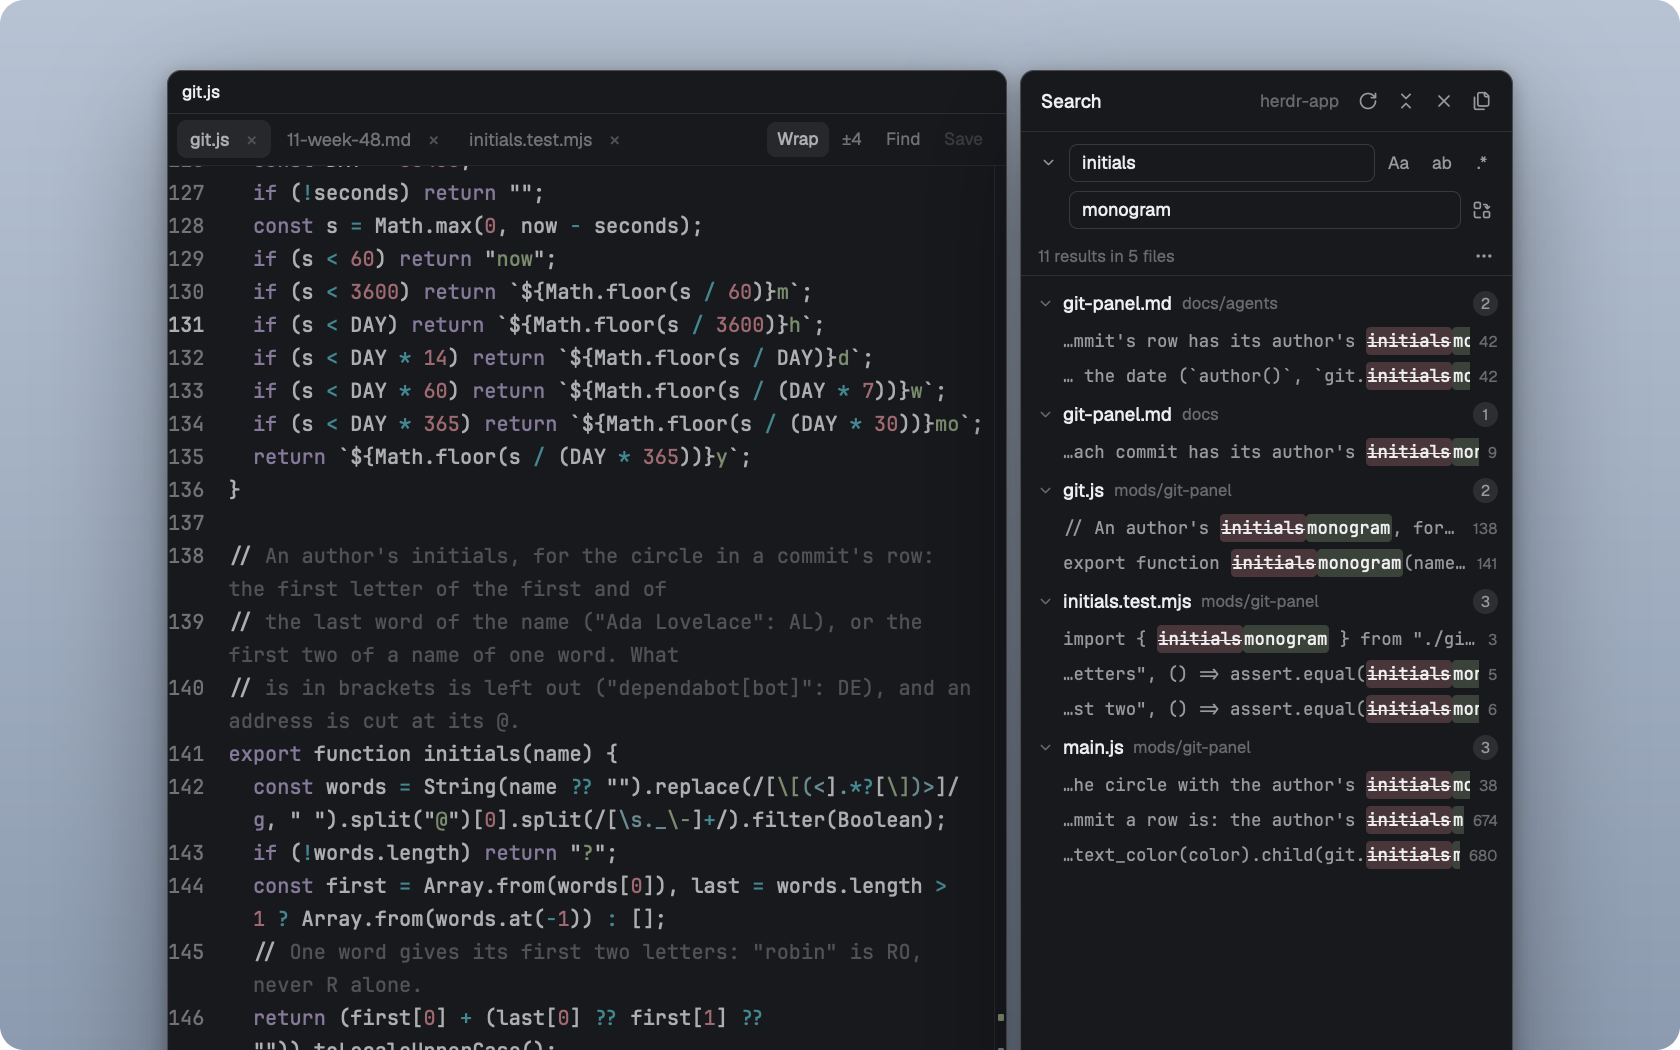 git.js
git.js × 11-week-48.md × initials.test.mjs × Wrap ±4 Find Save
127 if (!seconds) return "";
128 const s = Math.max(0, now - seconds);
129 if (s < 60) return "now";
130 if (s < 3600) return `${Math.floor(s / 60)}m`;
131 if (s < DAY) return `${Math.floor(s / 3600)}h`;
132 if (s < DAY * 14) return `${Math.floor(s / DAY)}d`;
133 if (s < DAY * 60) return `${Math.floor(s / (DAY * 7))}w`;
134 if (s < DAY * 365) return `${Math.floor(s / (DAY * 30))}mo`;
135 return `${Math.floor(s / (DAY * 365))}y`;
136 }
137
138 // An author's initials, for the circle in a commit's row:
the first letter of the first and of
139 // the last word of the name ("Ada Lovelace": AL), or the
first two of a name of one word. What
140 // is in brackets is left out ("dependabot[bot]": DE), and an
address is cut at its @.
141 export function initials(name) {
142 const words = String(name ?? "").replace(/[\[(<].*?[\])>]/
g, " ").split("@")[0].split(/[\s._\-]+/).filter(Boolean);
143 if (!words.length) return "?";
144 const first = Array.from(words[0]), last = words.length >
1 ? Array.from(words.at(-1)) : [];
145 // One word gives its first two letters: "robin" is RO,
never R alone.
146 return (first[0] + (last[0] ?? first[1] ??
Search herdr-app
initials Aa ab .*
monogram
11 results in 5 files ...
git-panel.md docs/agents 2
…mmit's row has its author's initialsmo 42
… the date (`author()`, `git.initialsmo 42
git-panel.md docs 1
…ach commit has its author's initialsmon 9
git.js mods/git-panel 2
// An author's initialsmonogram, for… 138
export function initialsmonogram(name… 141
initials.test.mjs mods/git-panel 3
import { initialsmonogram } from "./gi… 3
…etters", () => assert.equal(initialsmon 5
…st two", () => assert.equal(initialsmon 6
main.js mods/git-panel 3
…he circle with the author's initialsmo 38
…mmit a row is: the author's initialsm 674
…text_color(color).child(git.initials 680